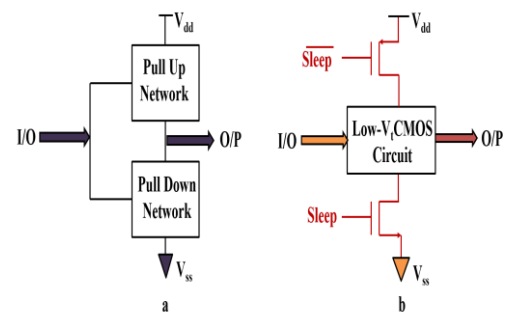 Vdd
Pull Up
Network
I/O
O/P
Pull Down
Network
Vss
a
Vdd
Sleep
I/O
Low-VtCMOS
Circuit
O/P
Sleep
Vss
b